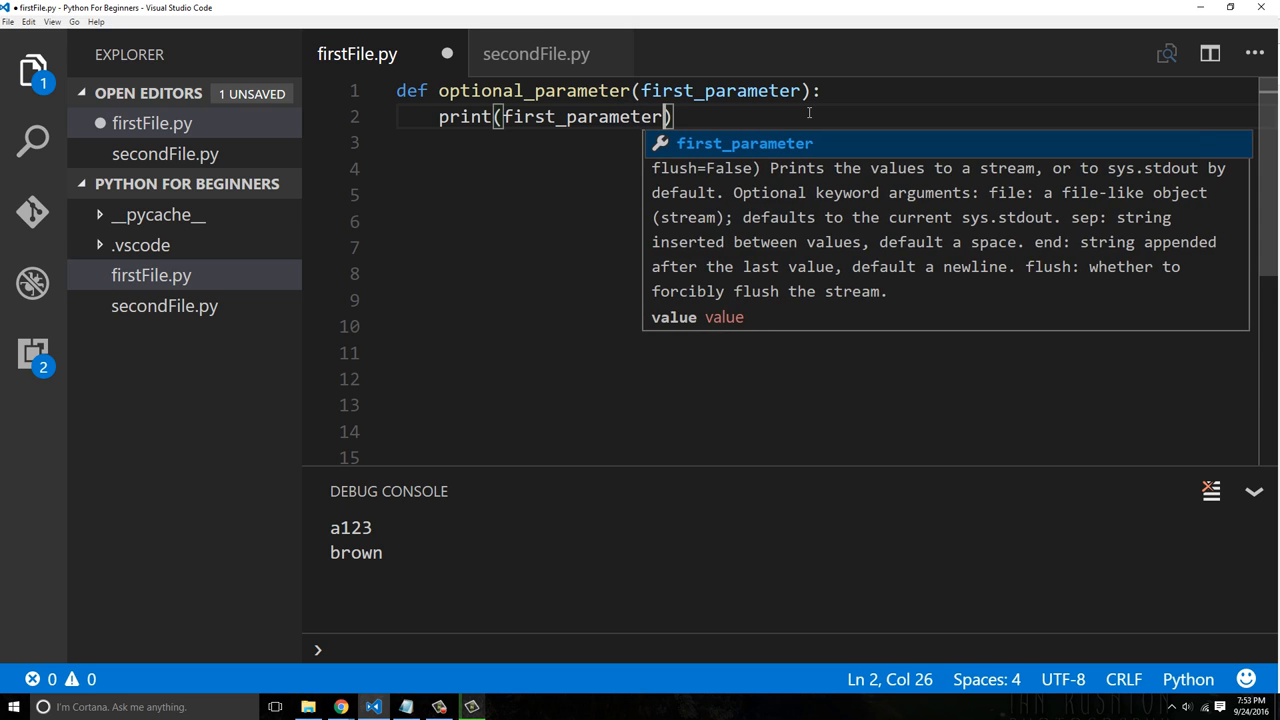 • firstFile.py - Python For Beginners - Visual Studio Code
File Edit View Go Help
EXPLORER
OPEN EDITORS 1 UNSAVED
firstFile.py
secondFile.py
PYTHON FOR BEGINNERS
__pycache__
.vscode
firstFile.py
secondFile.py
1
2
firstFile.py secondFile.py
1 def optional_parameter(first_parameter):
2 print(first_parameter)
3
4
5
6
7
8
9
10
11
12
13
14
15
first_parameter
flush=False) Prints the values to a stream, or to sys.stdout by
default. Optional keyword arguments: file: a file-like object
(stream); defaults to the current sys.stdout. sep: string
inserted between values, default a space. end: string appended
after the last value, default a newline. flush: whether to
forcibly flush the stream.
value value
DEBUG CONSOLE
a123
brown
0 0 Ln 2, Col 26 Spaces: 4 UTF-8 CRLF Python
I'm Cortana. Ask me anything.
7:53 PM
9/24/2016